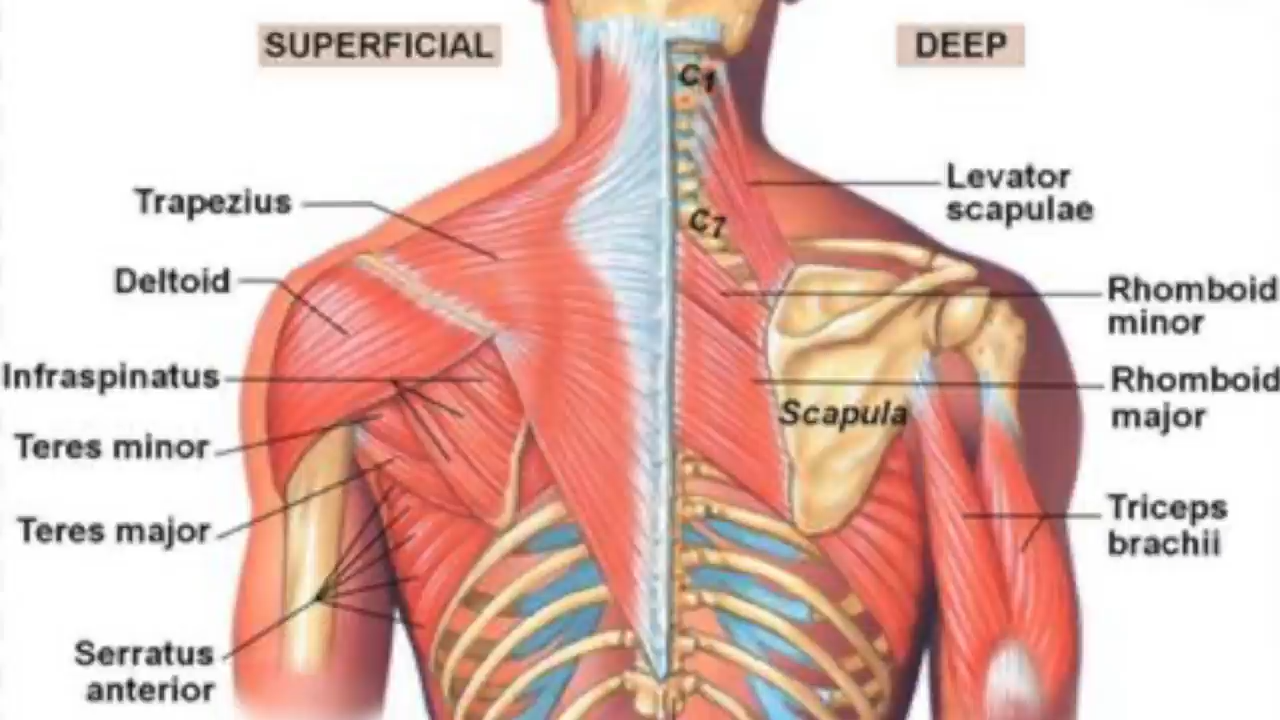 SUPERFICIAL
DEEP
C1
Levator
scapulae
Trapezius
C7
Deltoid
Rhomboid
minor
Infraspinatus
Rhomboid
major
Scapula
Teres minor
Triceps
brachii
Teres major
Serratus
anterior